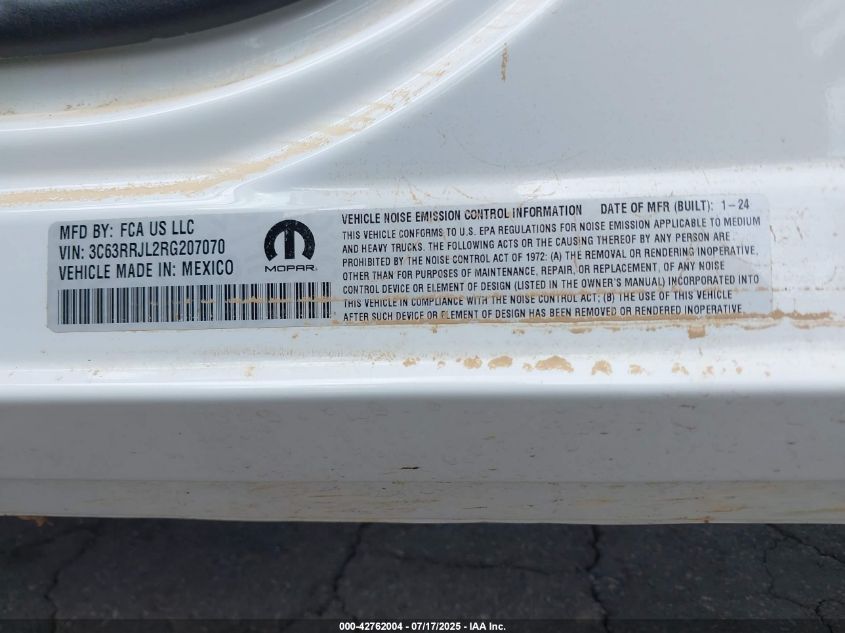 MFD BY: FCA US LLC
VIN: 3C63RRJL2RG207070
VEHICLE MADE IN: MEXICO
MOPAR
VEHICLE NOISE EMISSION CONTROL INFORMATION DATE OF MFR (BUILT): 1-24
THIS VEHICLE CONFORMS TO U.S. EPA REGULATIONS FOR NOISE EMISSION APPLICABLE TO MEDIUM
AND HEAVY TRUCKS. THE FOLLOWING ACTS OR THE CAUSING THEREOF BY ANY PERSON ARE
PROHIBITED BY THE NOISE CONTROL ACT OF 1972: (A) THE REMOVAL OR RENDERING INOPERATIVE,
OTHER THAN FOR PURPOSES OF MAINTENANCE, REPAIR, OR REPLACEMENT, OF ANY NOISE
CONTROL DEVICE OR ELEMENT OF DESIGN (LISTED IN THE OWNER'S MANUAL) INCORPORATED INTO
THIS VEHICLE IN COMPLIANCE WITH THE NOISE CONTROL ACT; (B) THE USE OF THIS VEHICLE
AFTER SUCH DEVICE OR ELEMENT OF DESIGN HAS BEEN REMOVED OR RENDERED INOPERATIVE
000-42762004 / 07/17/2025 - IAA Inc.